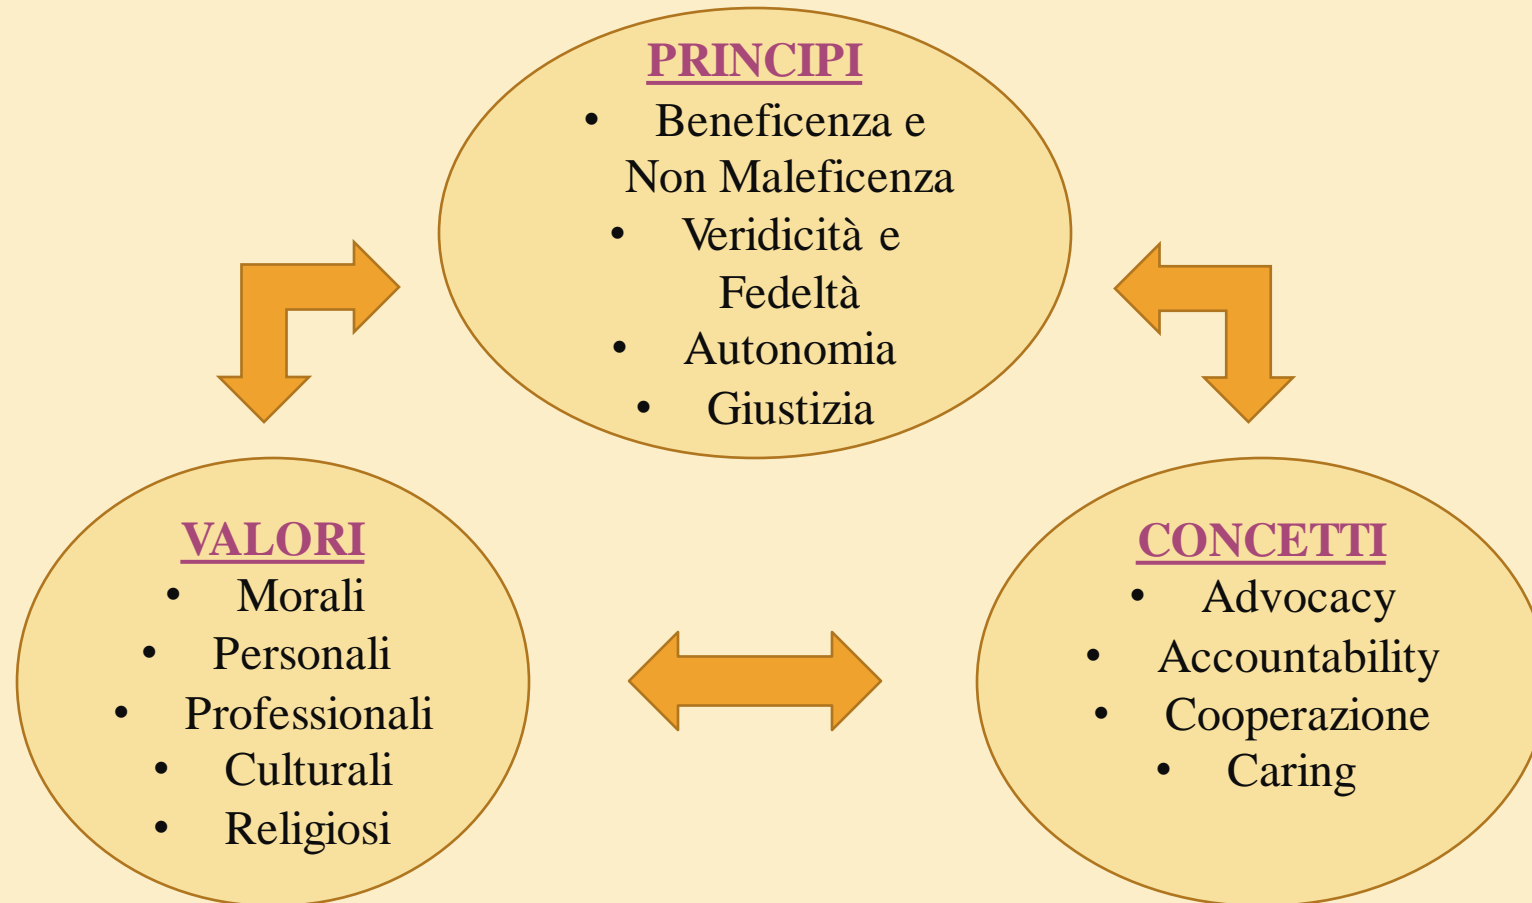 PRINCIPI
• Beneficenza e
Non Maleficenza
• Veridicità e
Fedeltà
• Autonomia
• Giustizia
VALORI
• Morali
• Personali
• Professionali
• Culturali
• Religiosi
CONCETTI
• Advocacy
• Accountability
• Cooperazione
• Caring